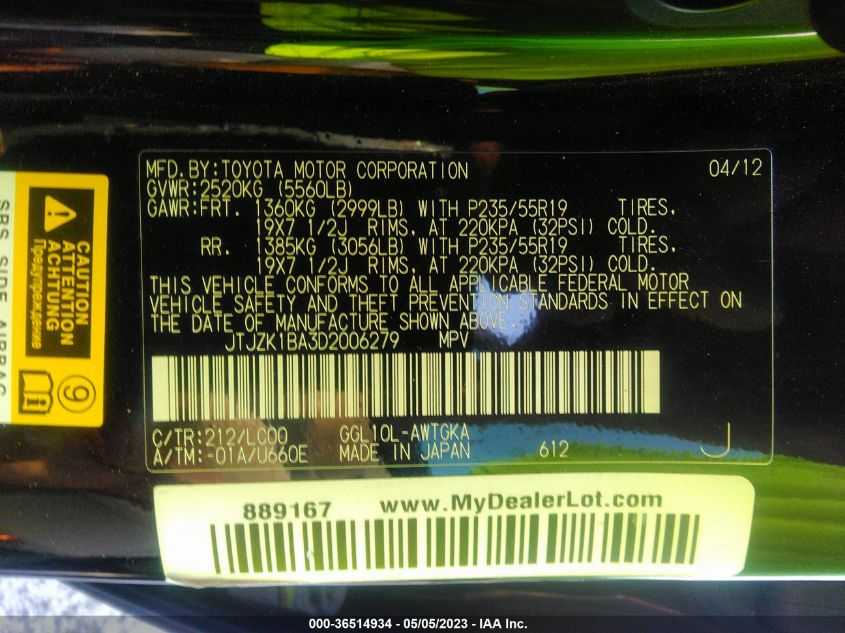 MFD.BY:TOYOTA MOTOR CORPORATION 04/12
GVWR:2520KG (5560LB)
GAWR:FRT. 1360KG (2999LB) WITH P235/55R19 TIRES,
19X7 1/2J RIMS, AT 220KPA (32PSI) COLD.
RR. 1385KG (3056LB) WITH P235/55R19 TIRES,
19X7 1/2J RIMS, AT 220KPA (32PSI) COLD.
THIS VEHICLE CONFORMS TO ALL APPLICABLE FEDERAL MOTOR
VEHICLE SAFETY AND THEFT PREVENTION STANDARDS IN EFFECT ON
THE DATE OF MANUFACTURE SHOWN ABOVE.
JTJZK1BA3D2006279 MPV
C/TR:212/LC00 GGL10L-AWTGKA
A/TM:-01A/U660E MADE IN JAPAN 612 J
CAUTION
ATTENTION
ACHTUNG
Предупреждение
9
SRS SIDE AIRBAG
889167 www.MyDealerLot.com
000-36514934 - 05/05/2023 - IAA Inc.